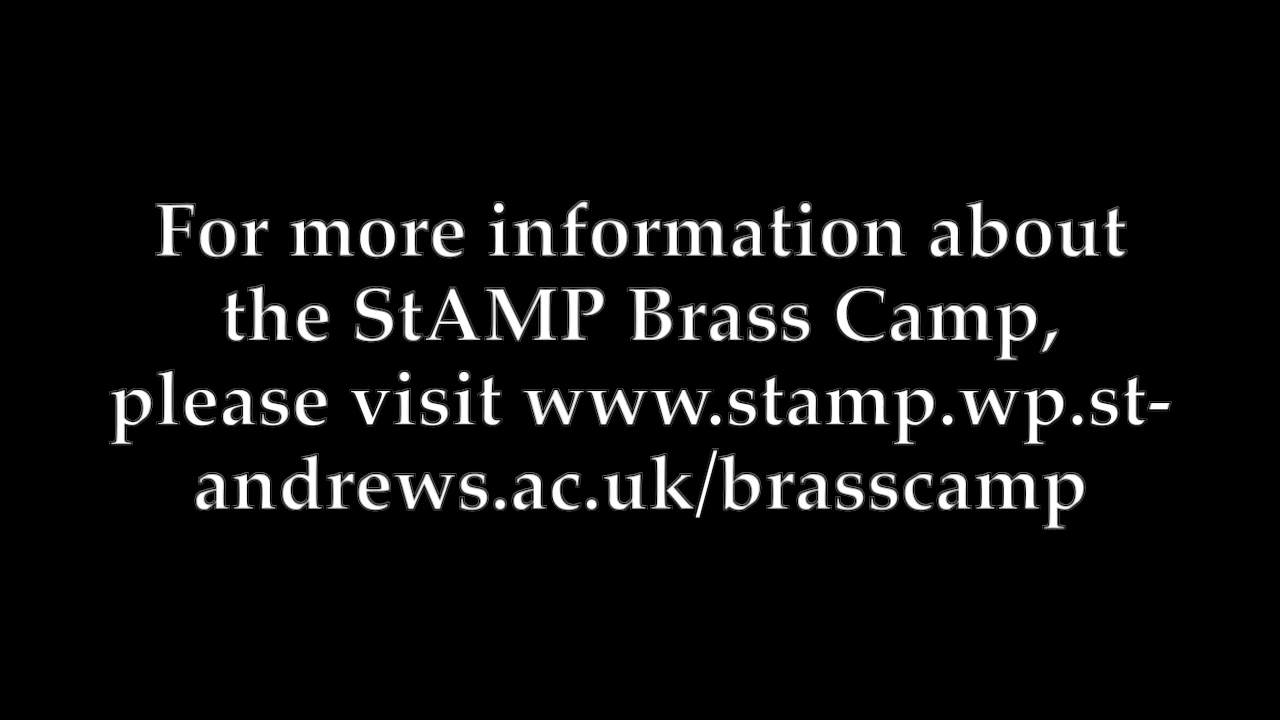 For more information about
the StAMP Brass Camp,
please visit www.stamp.wp.st-
andrews.ac.uk/brasscamp